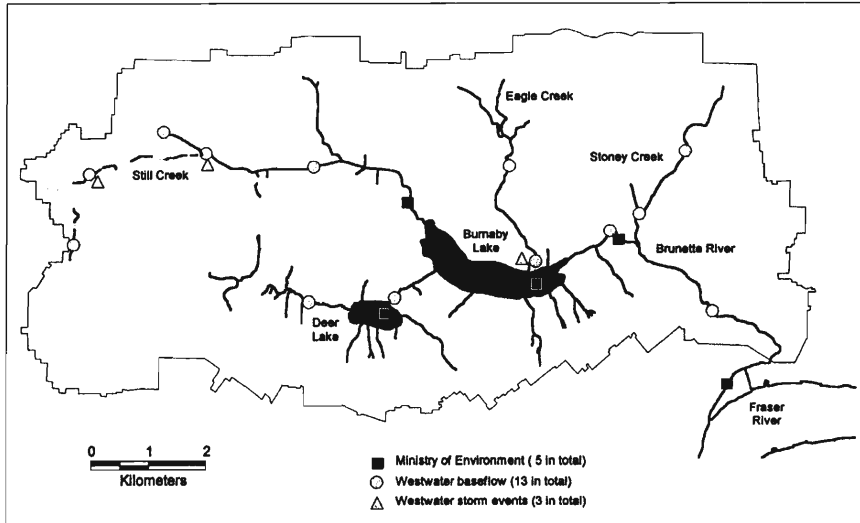 Eagle Creek
Stoney Creek
Still Creek
Burnaby
Lake
Brunette River
Deer
Lake
Fraser
River
0 1 2
Kilometers
Ministry of Environment ( 5 in total)
Westwater baseflow (13 in total)
Westwater storm events (3 in total)